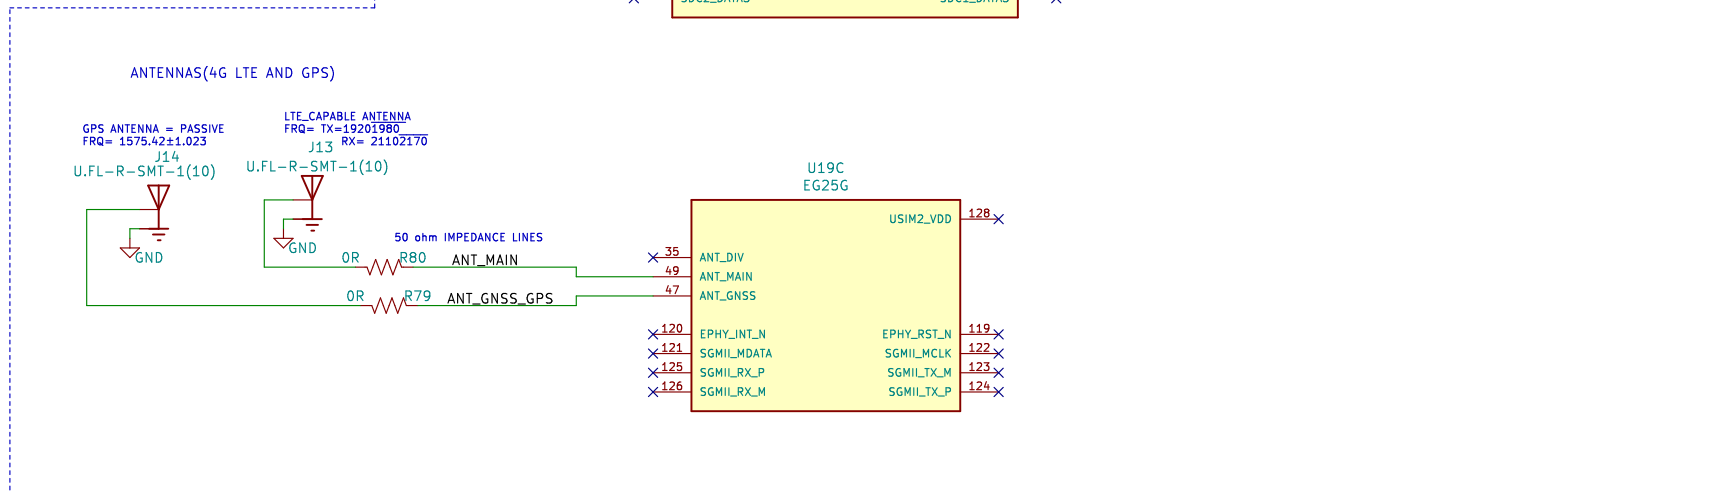 ANTENNAS(4G LTE AND GPS)
GPS ANTENNA = PASSIVE
FRQ= 1575.42±1.023
J14
U.FL-R-SMT-1(10)
GND
LTE_CAPABLE ANTENNA
FRQ= TX=19201980
RX= 21102170
J13
U.FL-R-SMT-1(10)
GND
50 ohm IMPEDANCE LINES
0R R80 ANT_MAIN
0R R79 ANT_GNSS_GPS
U19C
EG25G
USIM2_VDD 128
35 ANT_DIV
49 ANT_MAIN
47 ANT_GNSS
120 EPHY_INT_N EPHY_RST_N 119
121 SGMII_MDATA SGMII_MCLK 122
125 SGMII_RX_P SGMII_TX_M 123
126 SGMII_RX_M SGMII_TX_P 124